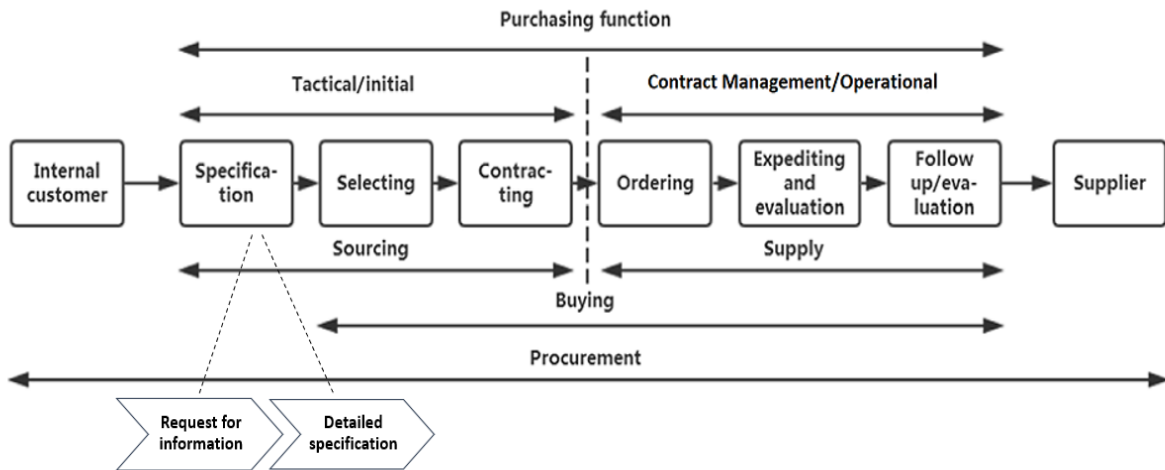 Purchasing function
Tactical/initial
Contract Management/Operational
Internal
customer
Specifica-
tion
Selecting
Contrac-
ting
Ordering
Expediting
and
evaluation
Follow
up/eva-
luation
Supplier
Sourcing
Supply
Buying
Procurement
Request for
information
Detailed
specification